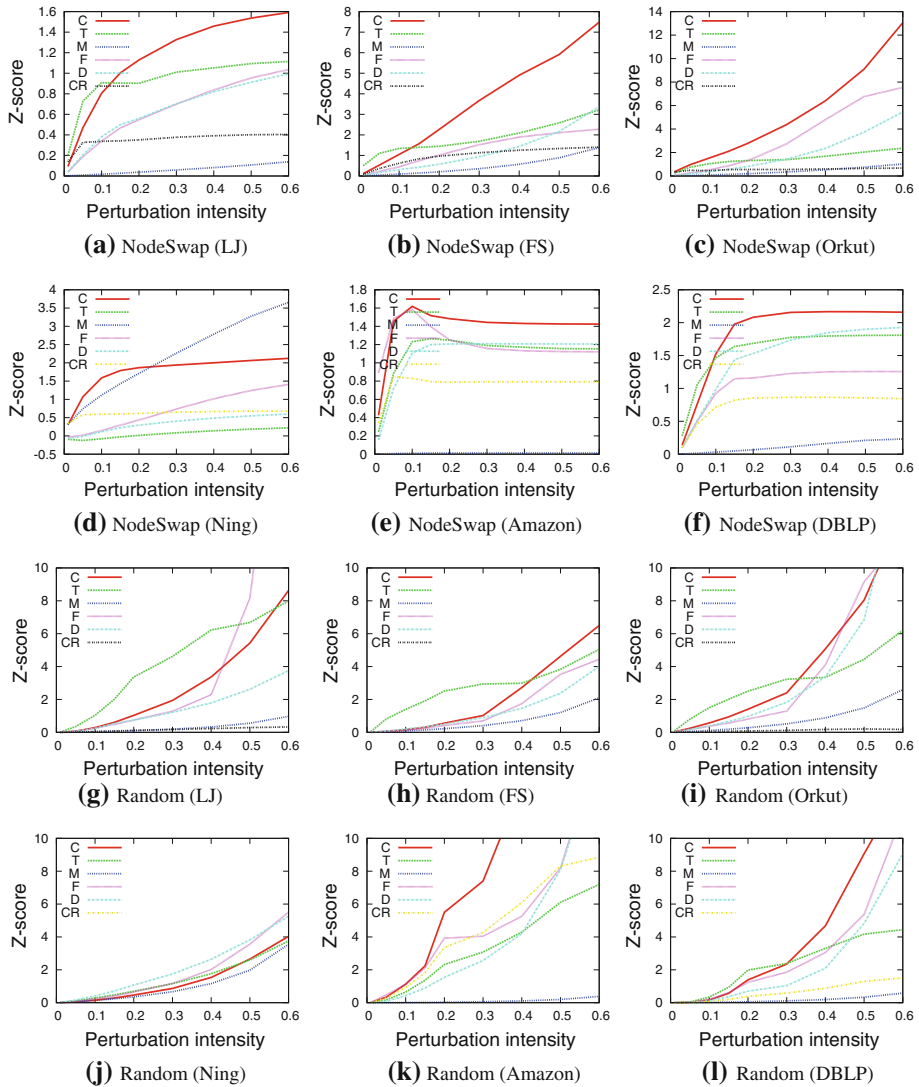 1.6
1.4
1.2
1
0.8
0.6
0.4
0.2
0
Z-score
C
T
M
F
D
CR
0 0.1 0.2 0.3 0.4 0.5 0.6
Perturbation intensity
(a) NodeSwap (LJ)
8
7
6
5
4
3
2
1
0
Z-score
C
T
M
F
D
CR
0 0.1 0.2 0.3 0.4 0.5 0.6
Perturbation intensity
(b) NodeSwap (FS)
14
12
10
8
6
4
2
0
Z-score
C
T
M
F
D
CR
0 0.1 0.2 0.3 0.4 0.5 0.6
Perturbation intensity
(c) NodeSwap (Orkut)
4
3.5
3
2.5
2
1.5
1
0.5
0
-0.5
Z-score
C
T
M
F
D
CR
0 0.1 0.2 0.3 0.4 0.5 0.6
Perturbation intensity
(d) NodeSwap (Ning)
1.8
1.6
1.4
1.2
1
0.8
0.6
0.4
0.2
0
Z-score
C
T
M
F
D
CR
0 0.1 0.2 0.3 0.4 0.5 0.6
Perturbation intensity
(e) NodeSwap (Amazon)
2.5
2
1.5
1
0.5
0
Z-score
C
T
M
F
D
CR
0 0.1 0.2 0.3 0.4 0.5 0.6
Perturbation intensity
(f) NodeSwap (DBLP)
10
8
6
4
2
0
Z-score
C
T
M
F
D
CR
0 0.1 0.2 0.3 0.4 0.5 0.6
Perturbation intensity
(g) Random (LJ)
10
8
6
4
2
0
Z-score
C
T
M
F
D
CR
0 0.1 0.2 0.3 0.4 0.5 0.6
Perturbation intensity
(h) Random (FS)
10
8
6
4
2
0
Z-score
C
T
M
F
D
CR
0 0.1 0.2 0.3 0.4 0.5 0.6
Perturbation intensity
(i) Random (Orkut)
10
8
6
4
2
0
Z-score
C
T
M
F
D
CR
0 0.1 0.2 0.3 0.4 0.5 0.6
Perturbation intensity
(j) Random (Ning)
10
8
6
4
2
0
Z-score
C
T
M
F
D
CR
0 0.1 0.2 0.3 0.4 0.5 0.6
Perturbation intensity
(k) Random (Amazon)
10
8
6
4
2
0
Z-score
C
T
M
F
D
CR
0 0.1 0.2 0.3 0.4 0.5 0.6
Perturbation intensity
(l) Random (DBLP)